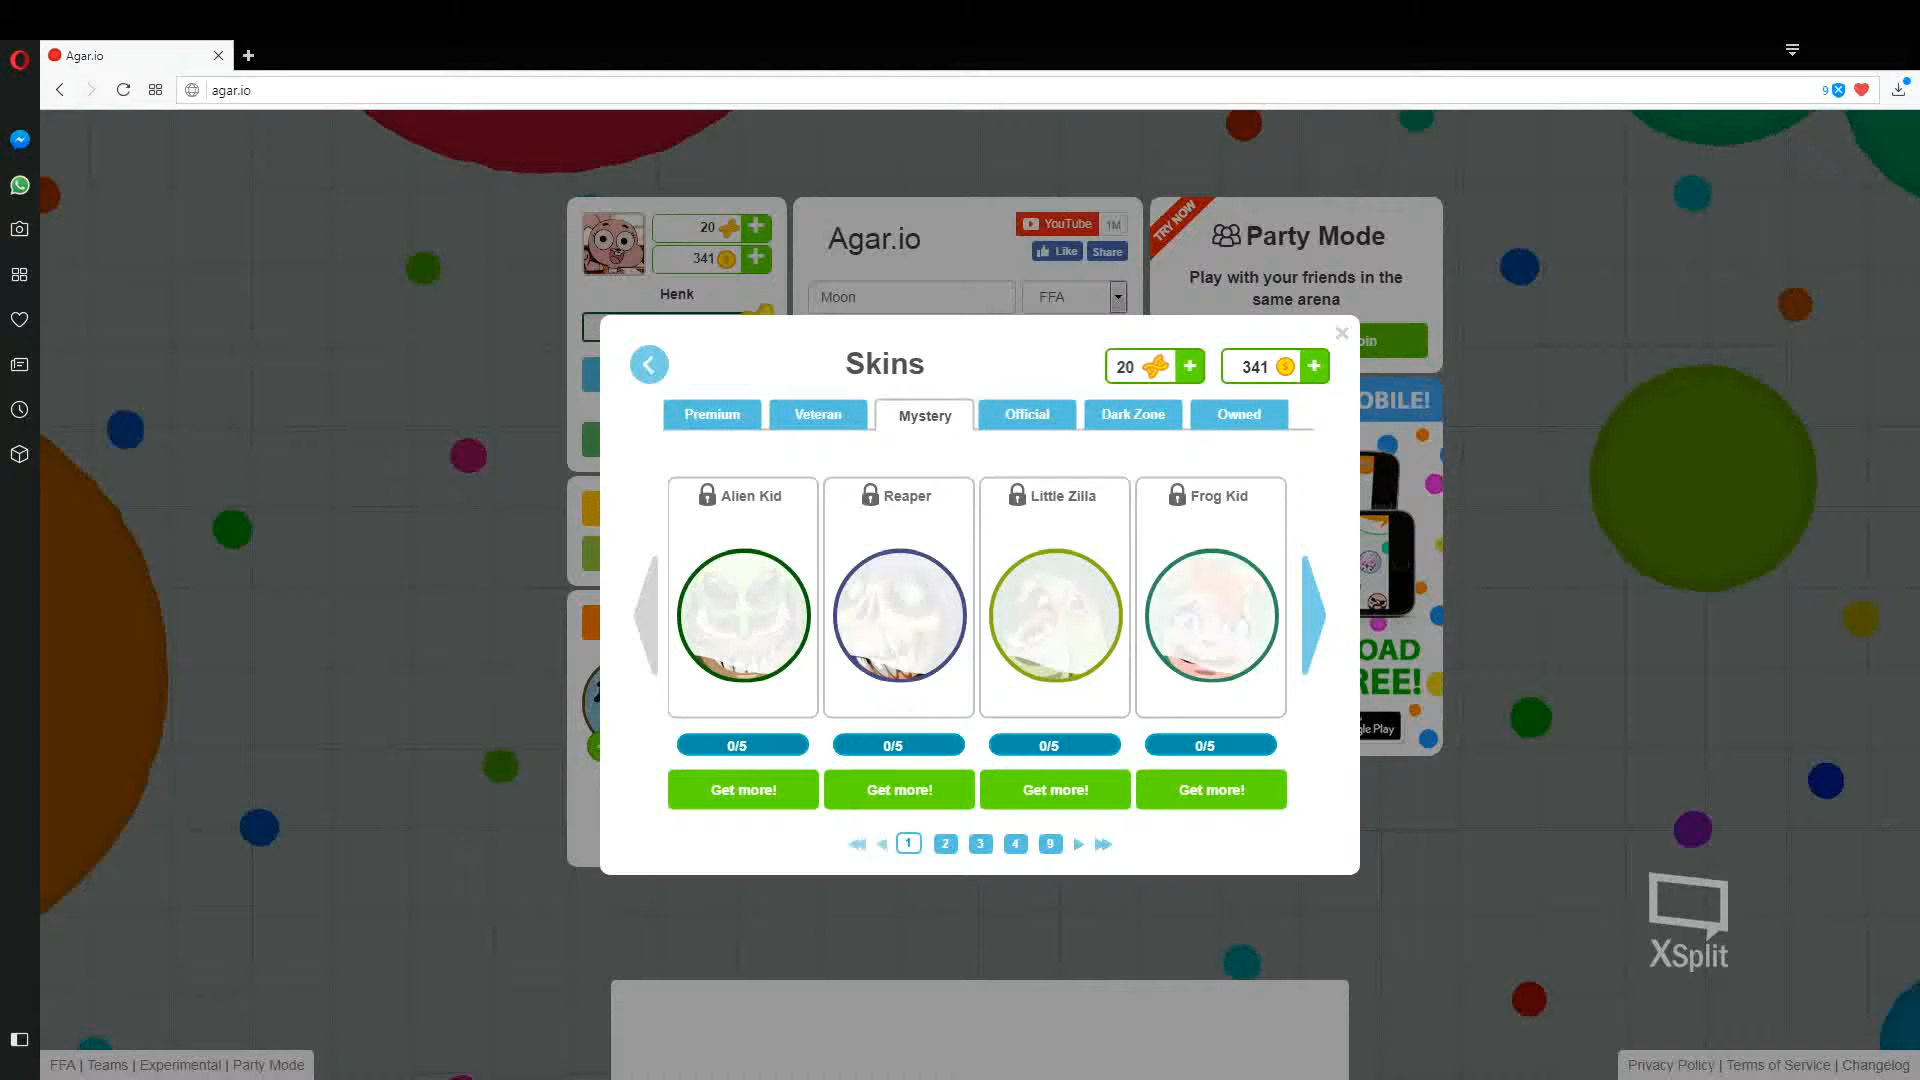 Agar.io
agar.io
9
20
341
Henk
Agar.io
YouTube
1M
Like
Share
Moon
FFA
TRY NOW
Party Mode
Play with your friends in the
same arena
oin
OBILE!
OAD
REE!
gle Play
Skins
20
341
Premium
Veteran
Mystery
Official
Dark Zone
Owned
Alien Kid
Reaper
Little Zilla
Frog Kid
0/5
0/5
0/5
0/5
Get more!
Get more!
Get more!
Get more!
1 2 3 4 9
XSplit
FFA | Teams | Experimental | Party Mode
Privacy Policy | Terms of Service | Changelog